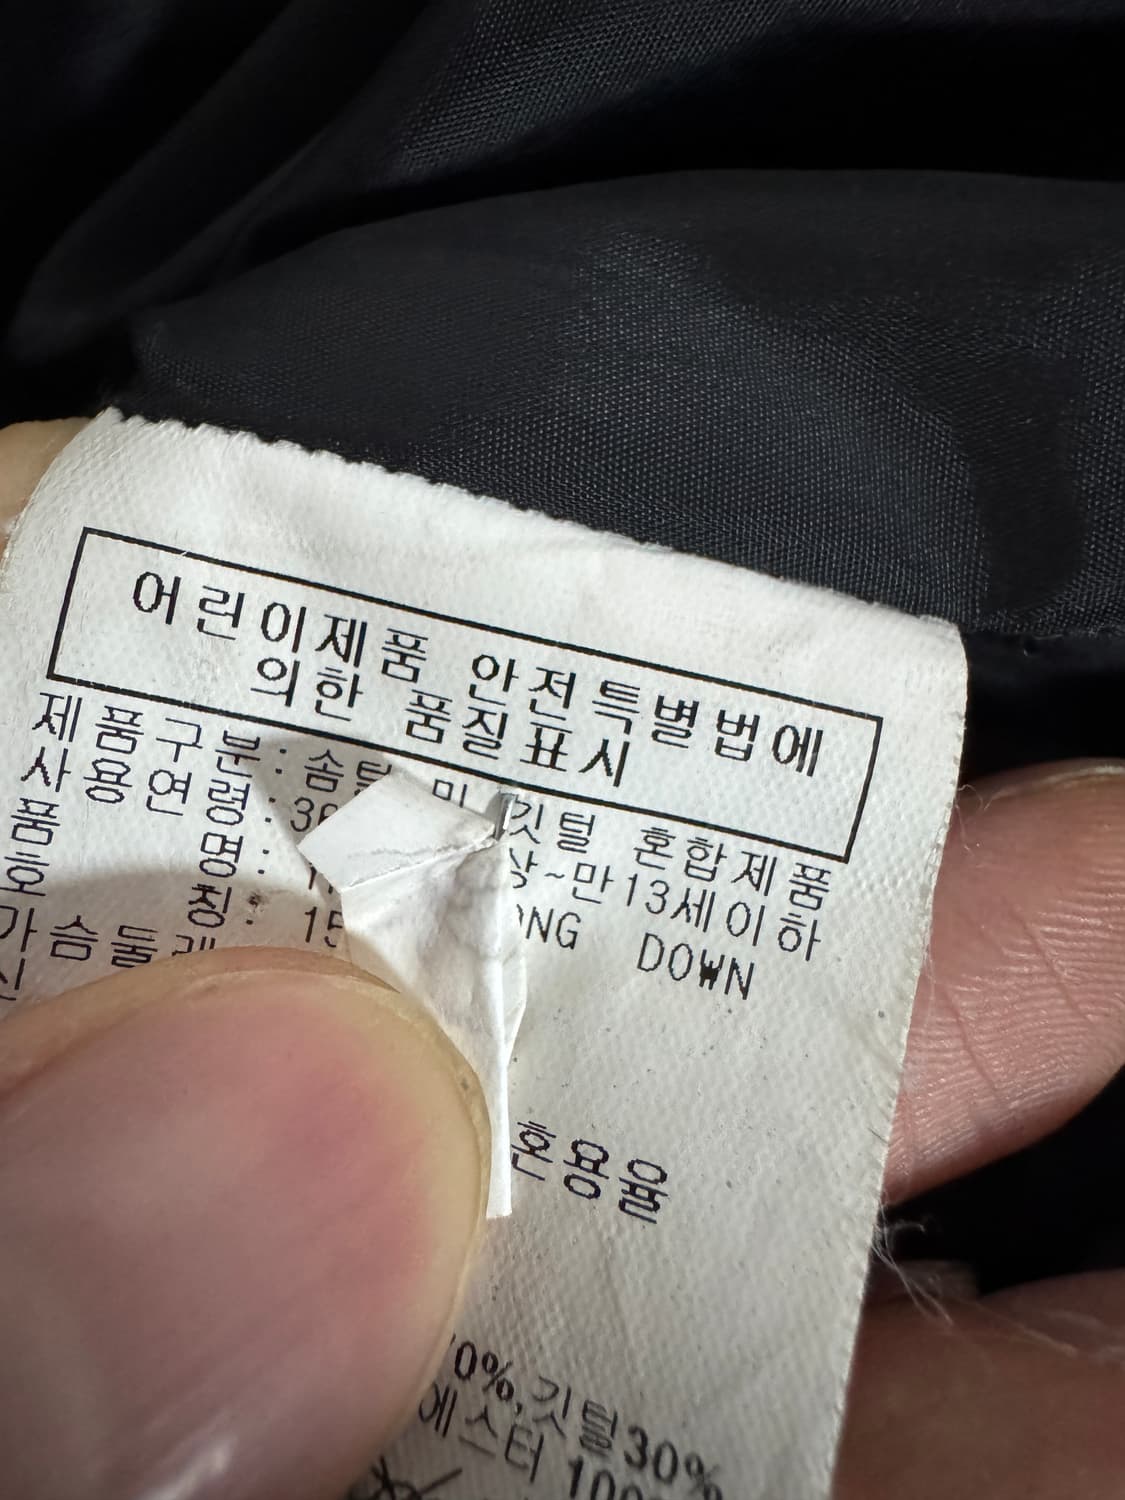 어린이제품 안전특별법에
의한 품질표시
제품구분: 솜털 및 깃털 혼합제품
사용연령: 36 상~만13세이하
품 명: NG DOWN
호 칭: 15
가슴둘레
혼용율
0%,깃털30%
에스터 100